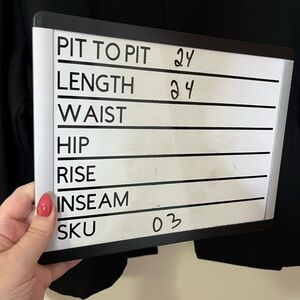 PIT TO PIT 24
LENGTH 24
WAIST
HIP
RISE
INSEAM
SKU 03